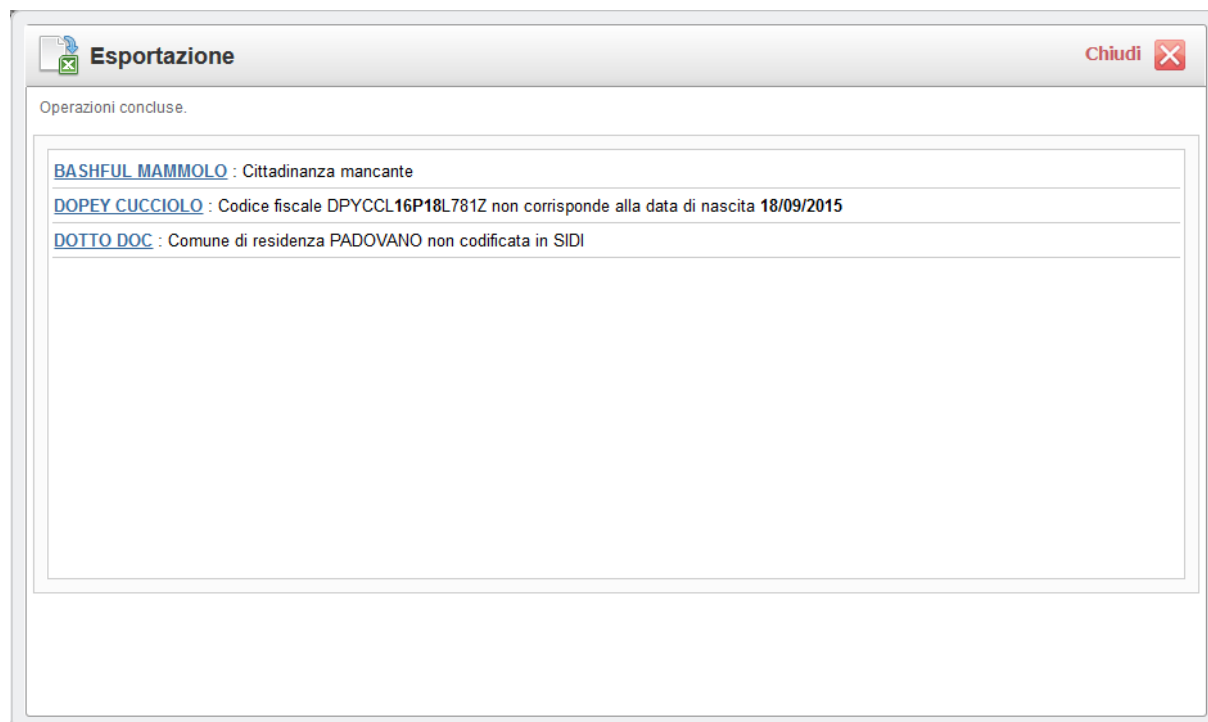 Esportazione
Chiudi
Operazioni concluse.
BASHFUL MAMMOLO : Cittadinanza mancante
DOPEY CUCCIOLO : Codice fiscale DPYCCL16P18L781Z non corrisponde alla data di nascita 18/09/2015
DOTTO DOC : Comune di residenza PADOVANO non codificata in SIDI